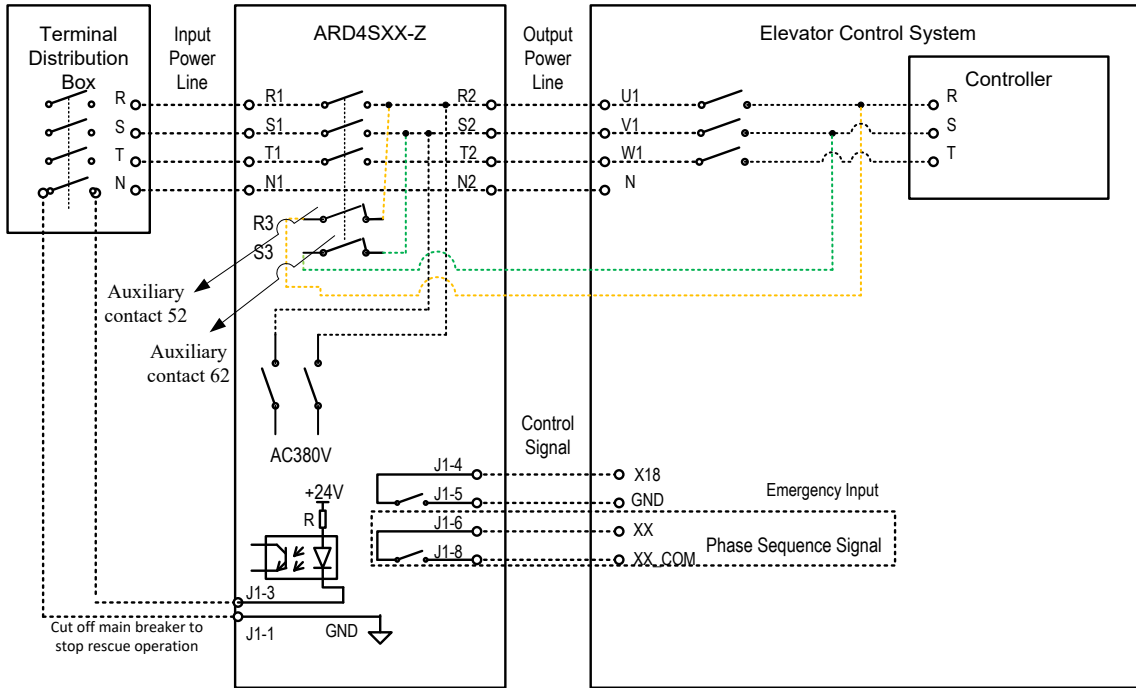 Terminal
Distribution
Box
Input
Power
Line
ARD4SXX-Z
Output
Power
Line
Elevator Control System
Controller
R
R1
R2
U1
R
S
S1
S2
V1
S
T
T1
T2
W1
T
N
N1
N2
N
R3
S3
Auxiliary
contact 52
Auxiliary
contact 62
AC380V
Control
Signal
J1-4
X18
J1-5
GND
Emergency Input
J1-6
XX
J1-8
XX_COM
Phase Sequence Signal
+24V
R
J1-3
J1-1
GND
Cut off main breaker to
stop rescue operation